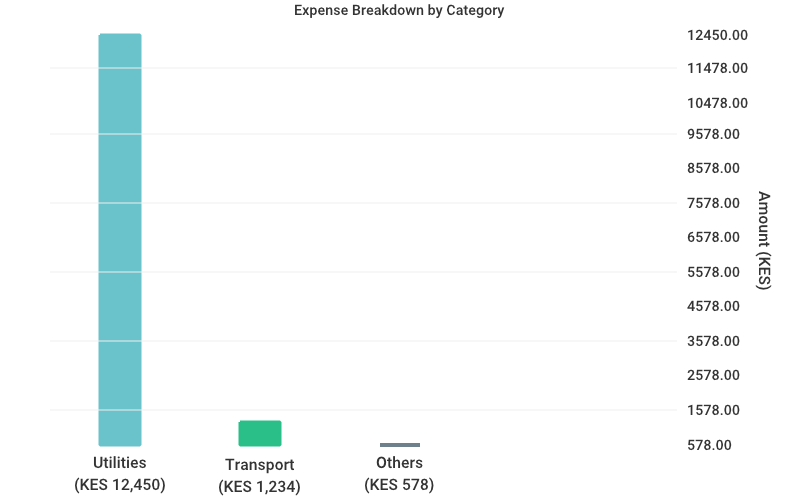 Expense Breakdown by Category
12450.00
11478.00
10478.00
9578.00
8578.00
7578.00
6578.00
5578.00
4578.00
3578.00
2578.00
1578.00
578.00
Amount (KES)
Utilities
(KES 12,450)
Transport
(KES 1,234)
Others
(KES 578)